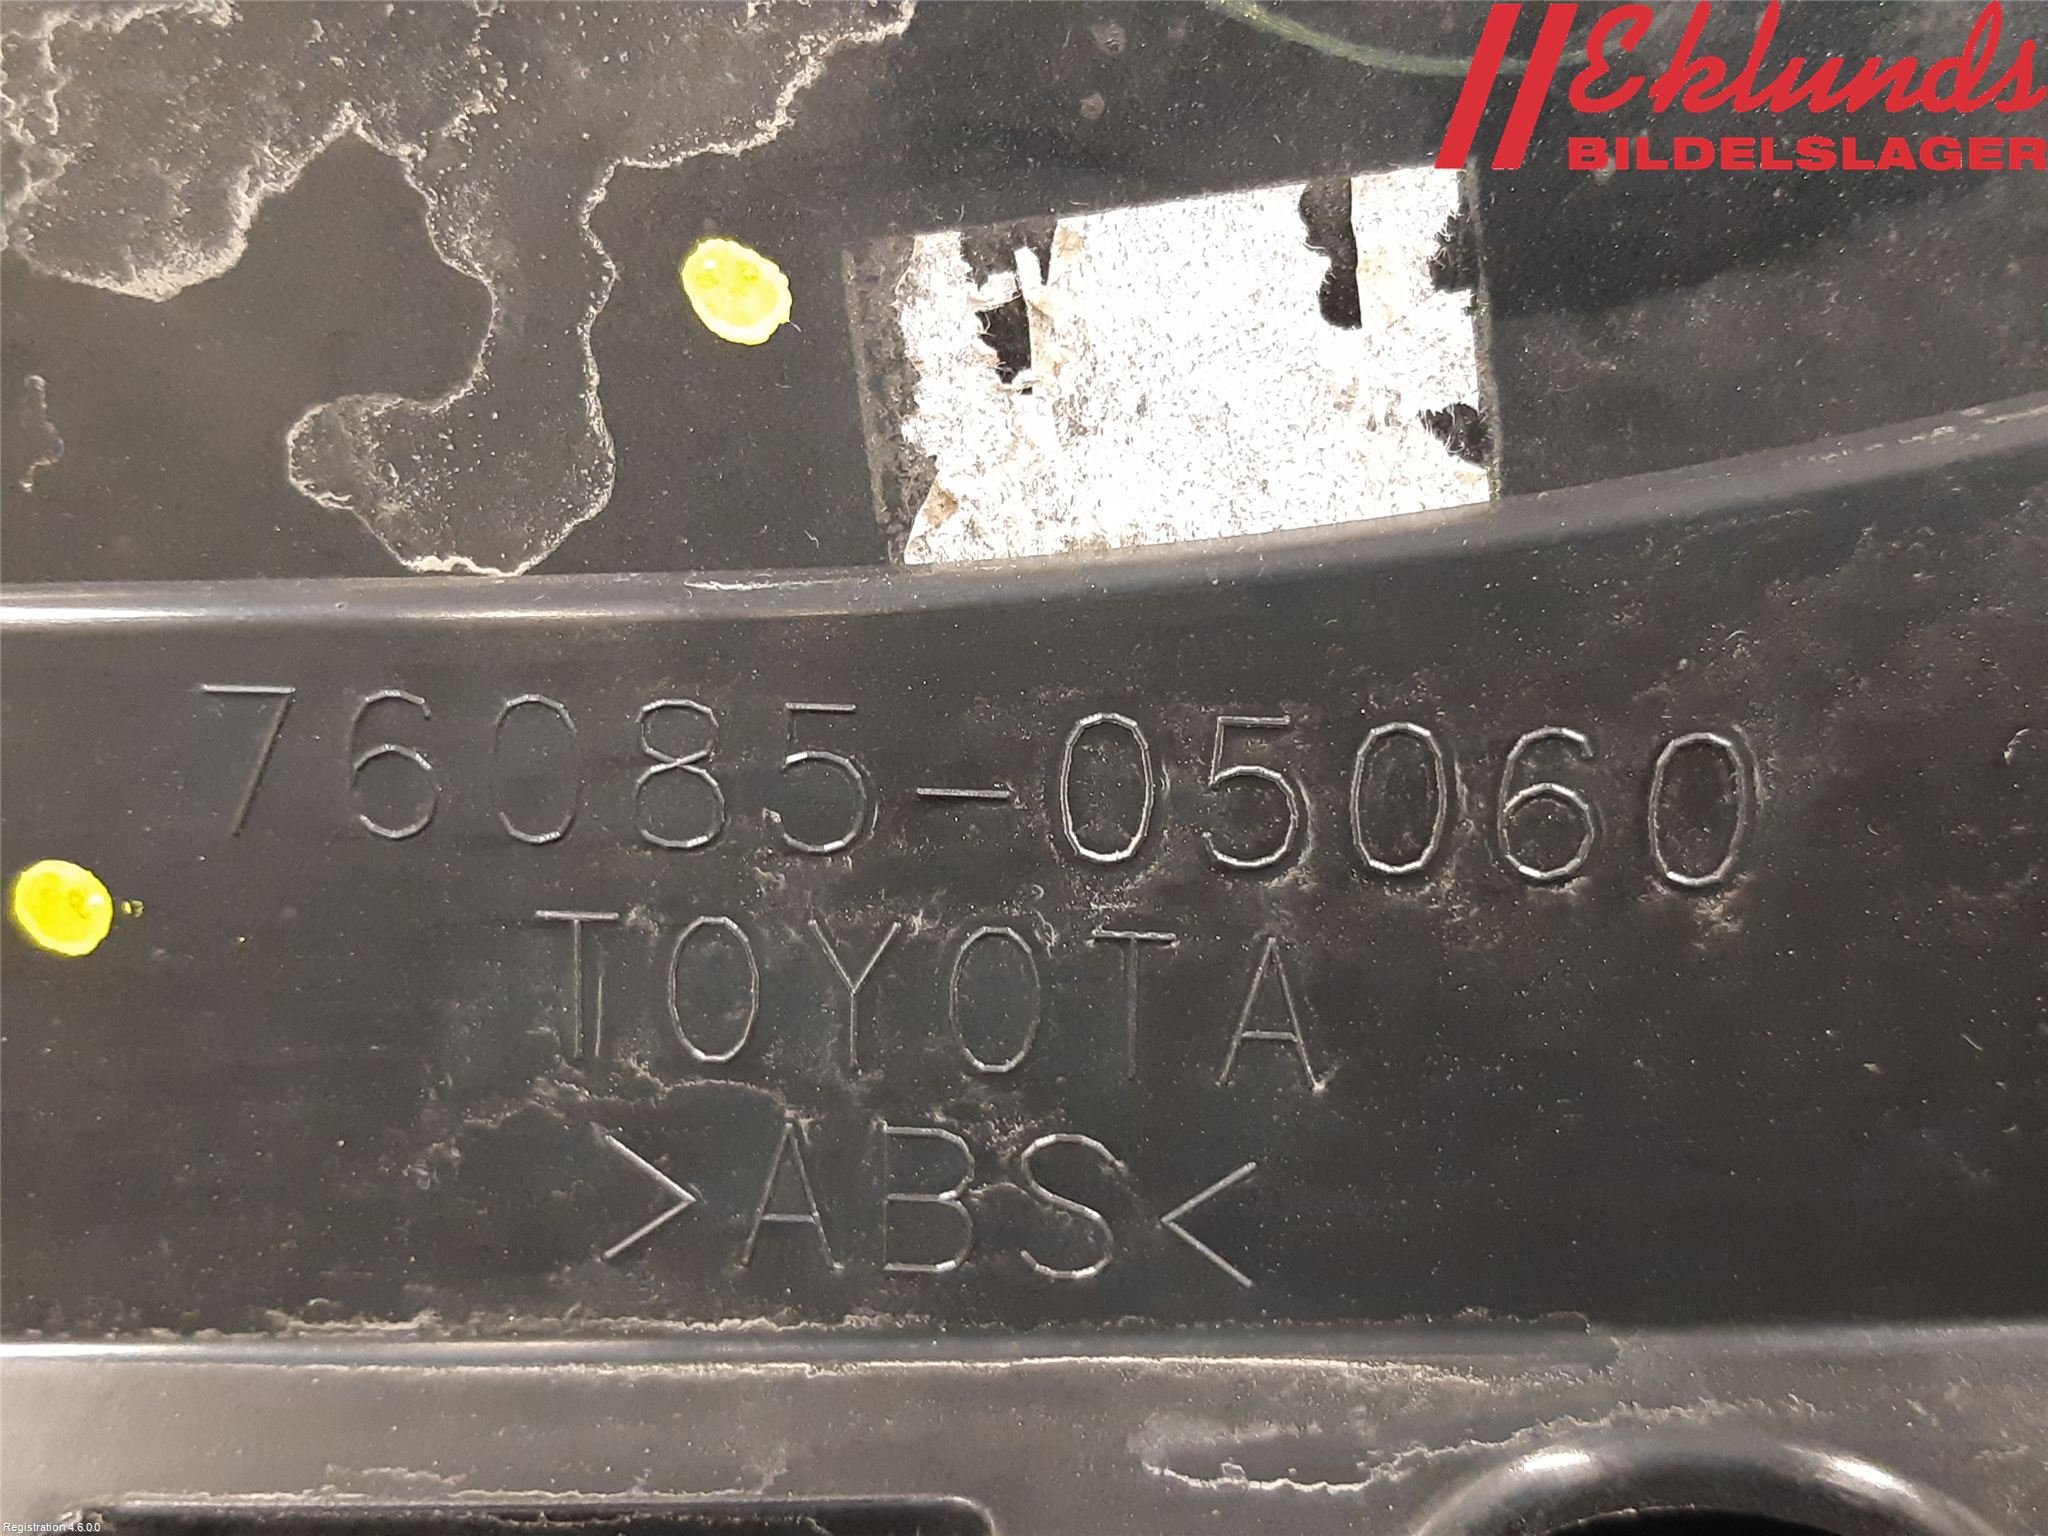 Eklunds
BILDELSLAGER
76085-05060
TOYOTA
>ABS<
Registration 4.6.0.0